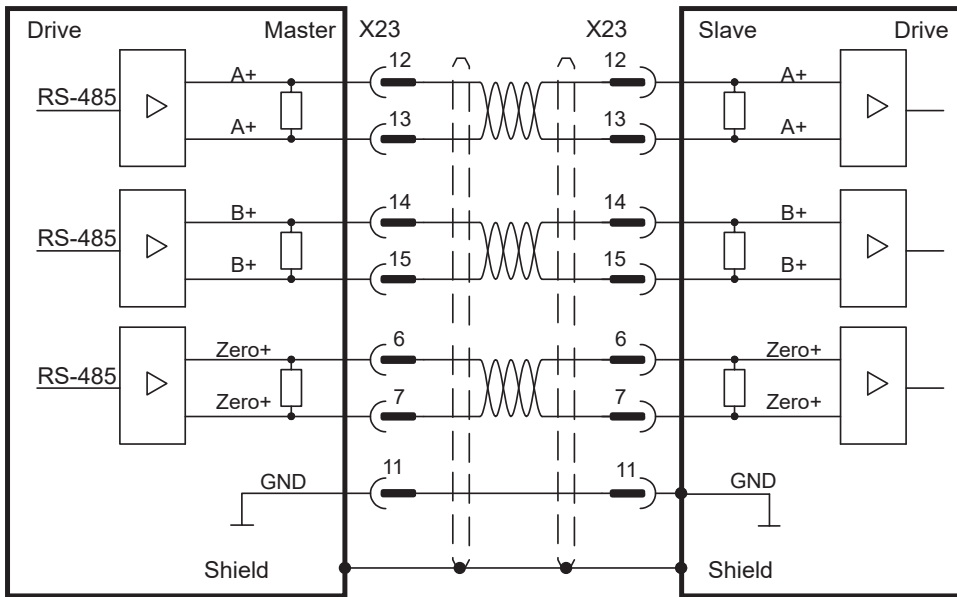 Drive Master X23 X23 Slave Drive
12 12
A+ A+
RS-485
13 13
A+ A+
14 14
B+ B+
RS-485
15 15
B+ B+
6 6
Zero+ Zero+
RS-485
7 7
Zero+ Zero+
11 11
GND GND
Shield Shield